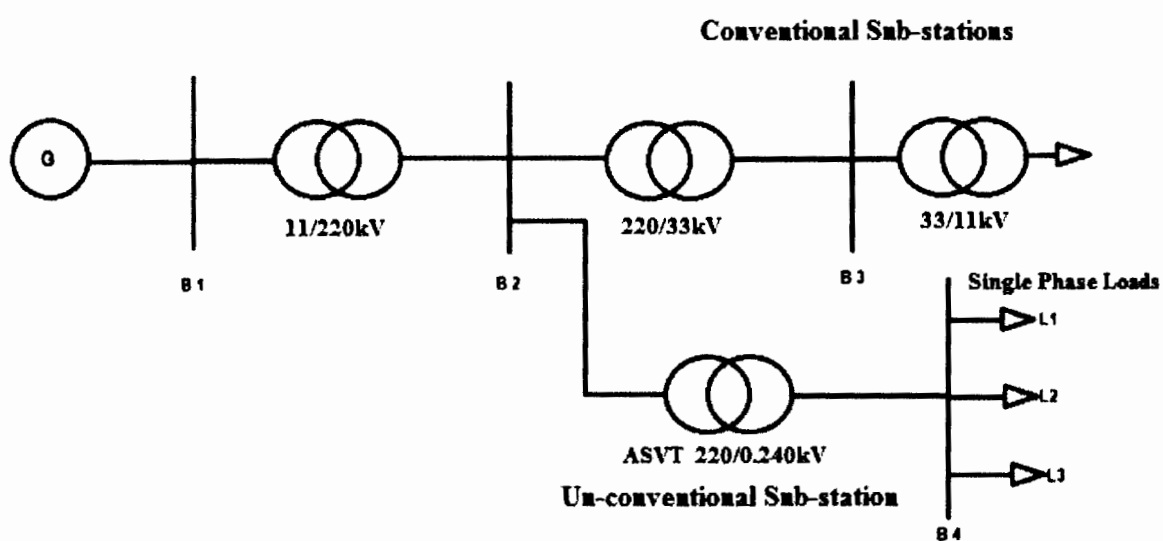 Conventional Sub-stations
G
11/220kV
220/33kV
33/11kV
B 1
B 2
B 3
Single Phase Loads
L1
L2
L3
ASVT 220/0.240kV
Un-conventional Sub-station
B 4